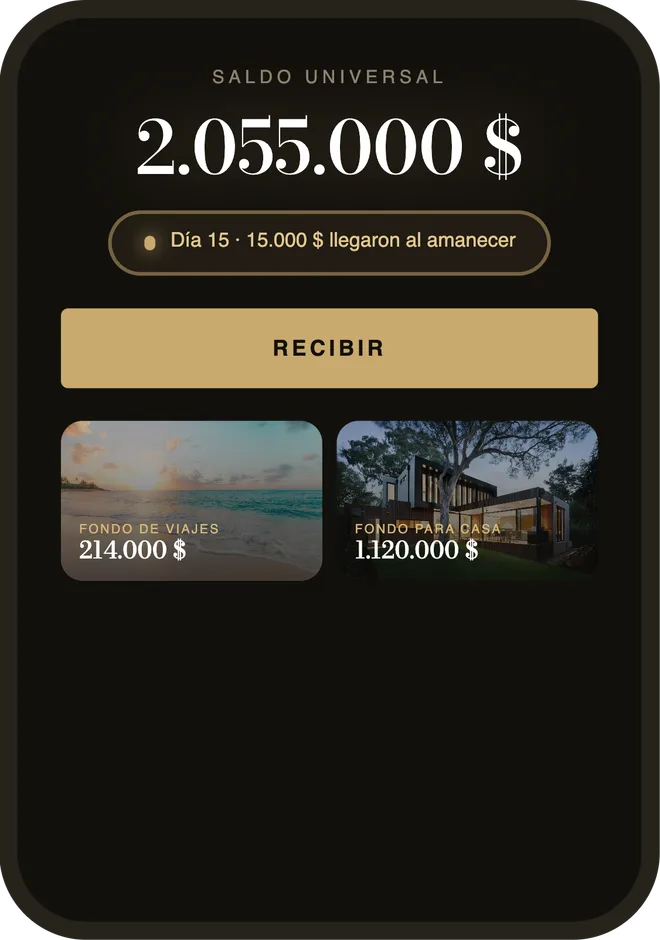 SALDO UNIVERSAL
2.055.000 $
Día 15 · 15.000 $ llegaron al amanecer
RECIBIR
FONDO DE VIAJES
214.000 $
FONDO PARA CASA
1.120.000 $